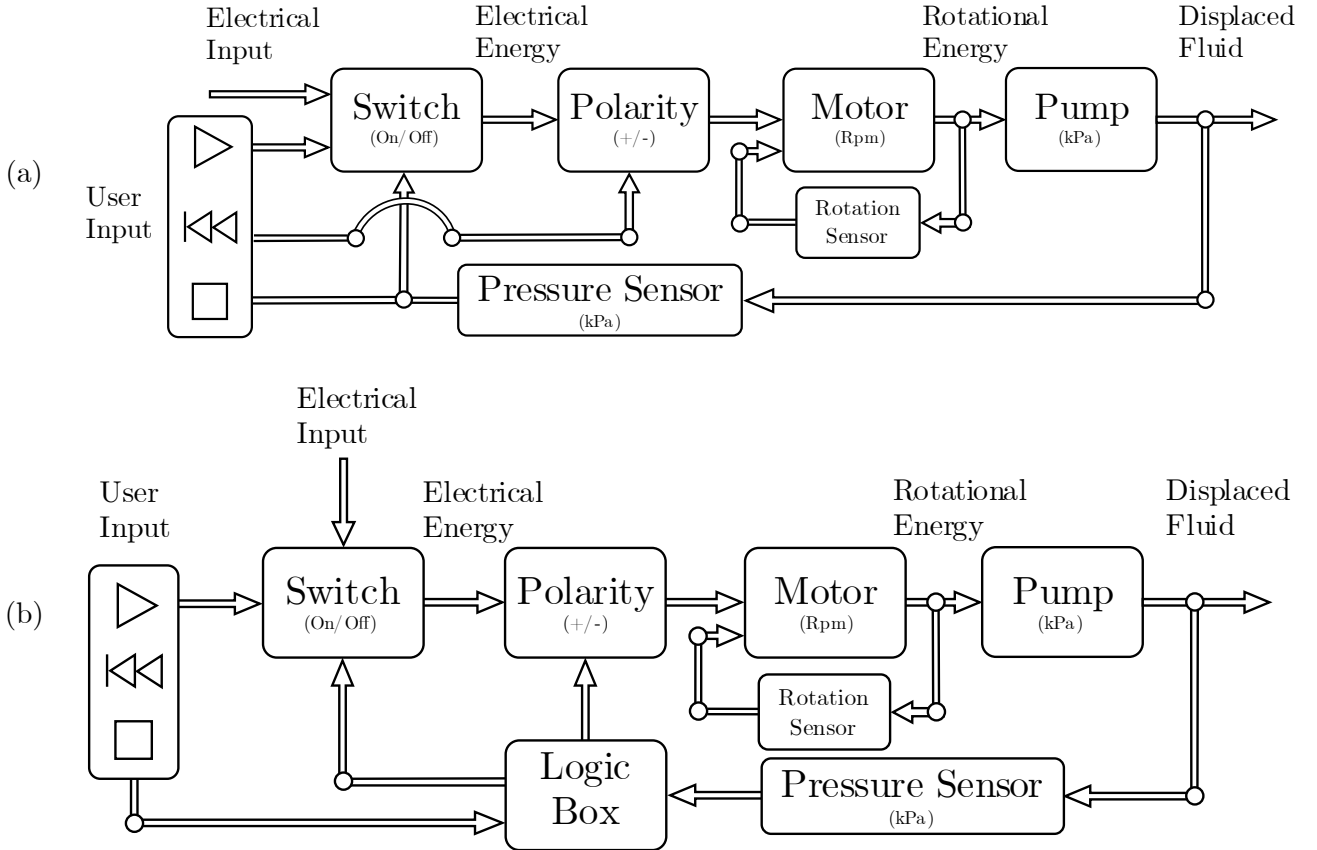 Electrical
Input
Electrical
Energy
Rotational
Energy
Displaced
Fluid
(a)
User
Input
Switch
(On/Off)
Polarity
(+/-)
Motor
(Rpm)
Pump
(kPa)
Rotation
Sensor
Pressure Sensor
(kPa)
Electrical
Input
User
Input
Electrical
Energy
Rotational
Energy
Displaced
Fluid
(b)
Switch
(On/Off)
Polarity
(+/-)
Motor
(Rpm)
Pump
(kPa)
Rotation
Sensor
Logic
Box
Pressure Sensor
(kPa)